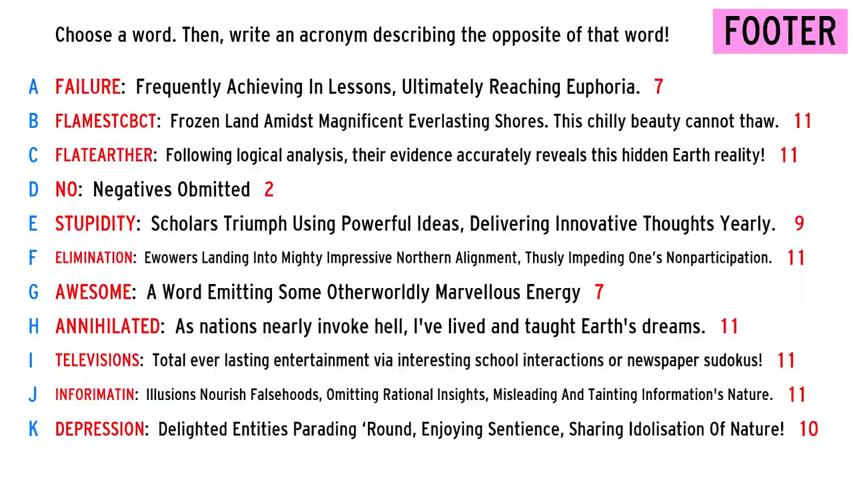 Choose a word. Then, write an acronym describing the opposite of that word!
FOOTER
A FAILURE: Frequently Achieving In Lessons, Ultimately Reaching Euphoria. 7
B FLAMESTCBCT: Frozen Land Amidst Magnificent Everlasting Shores. This chilly beauty cannot thaw. 11
C FLATEARTHER: Following logical analysis, their evidence accurately reveals this hidden Earth reality! 11
D NO: Negatives Obmitted 2
E STUPIDITY: Scholars Triumph Using Powerful Ideas, Delivering Innovative Thoughts Yearly. 9
F ELIMINATION: Ewowers Landing Into Mighty Impressive Northern Alignment, Thusly Impeding One's Nonparticipation. 11
G AWESOME: A Word Emitting Some Otherworldly Marvellous Energy 7
H ANNIHILATED: As nations nearly invoke hell, I've lived and taught Earth's dreams. 11
I TELEVISIONS: Total ever lasting entertainment via interesting school interactions or newspaper sudokus! 11
J INFORIMATIN: Illusions Nourish Falsehoods, Omitting Rational Insights, Misleading And Tainting Information's Nature. 11
K DEPRESSION: Delighted Entities Parading ‘Round, Enjoying Sentience, Sharing Idolisation Of Nature! 10